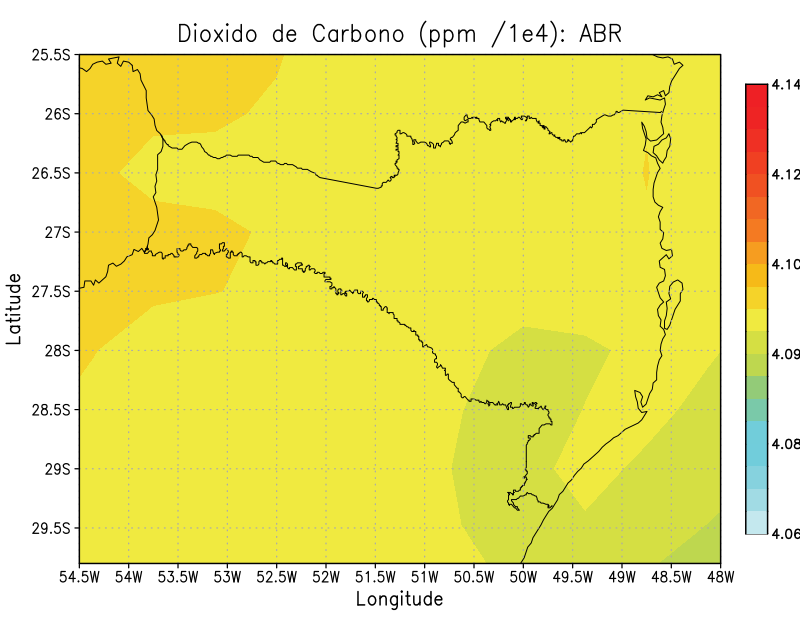 Dioxido de Carbono (ppm /1e4): ABR
25.5S
26S
26.5S
27S
27.5S
28S
28.5S
29S
29.5S
Latitude
54.5W 54W 53.5W 53W 52.5W 52W 51.5W 51W 50.5W 50W 49.5W 49W 48.5W 48W
Longitude
4.14
4.12
4.10
4.09
4.08
4.06